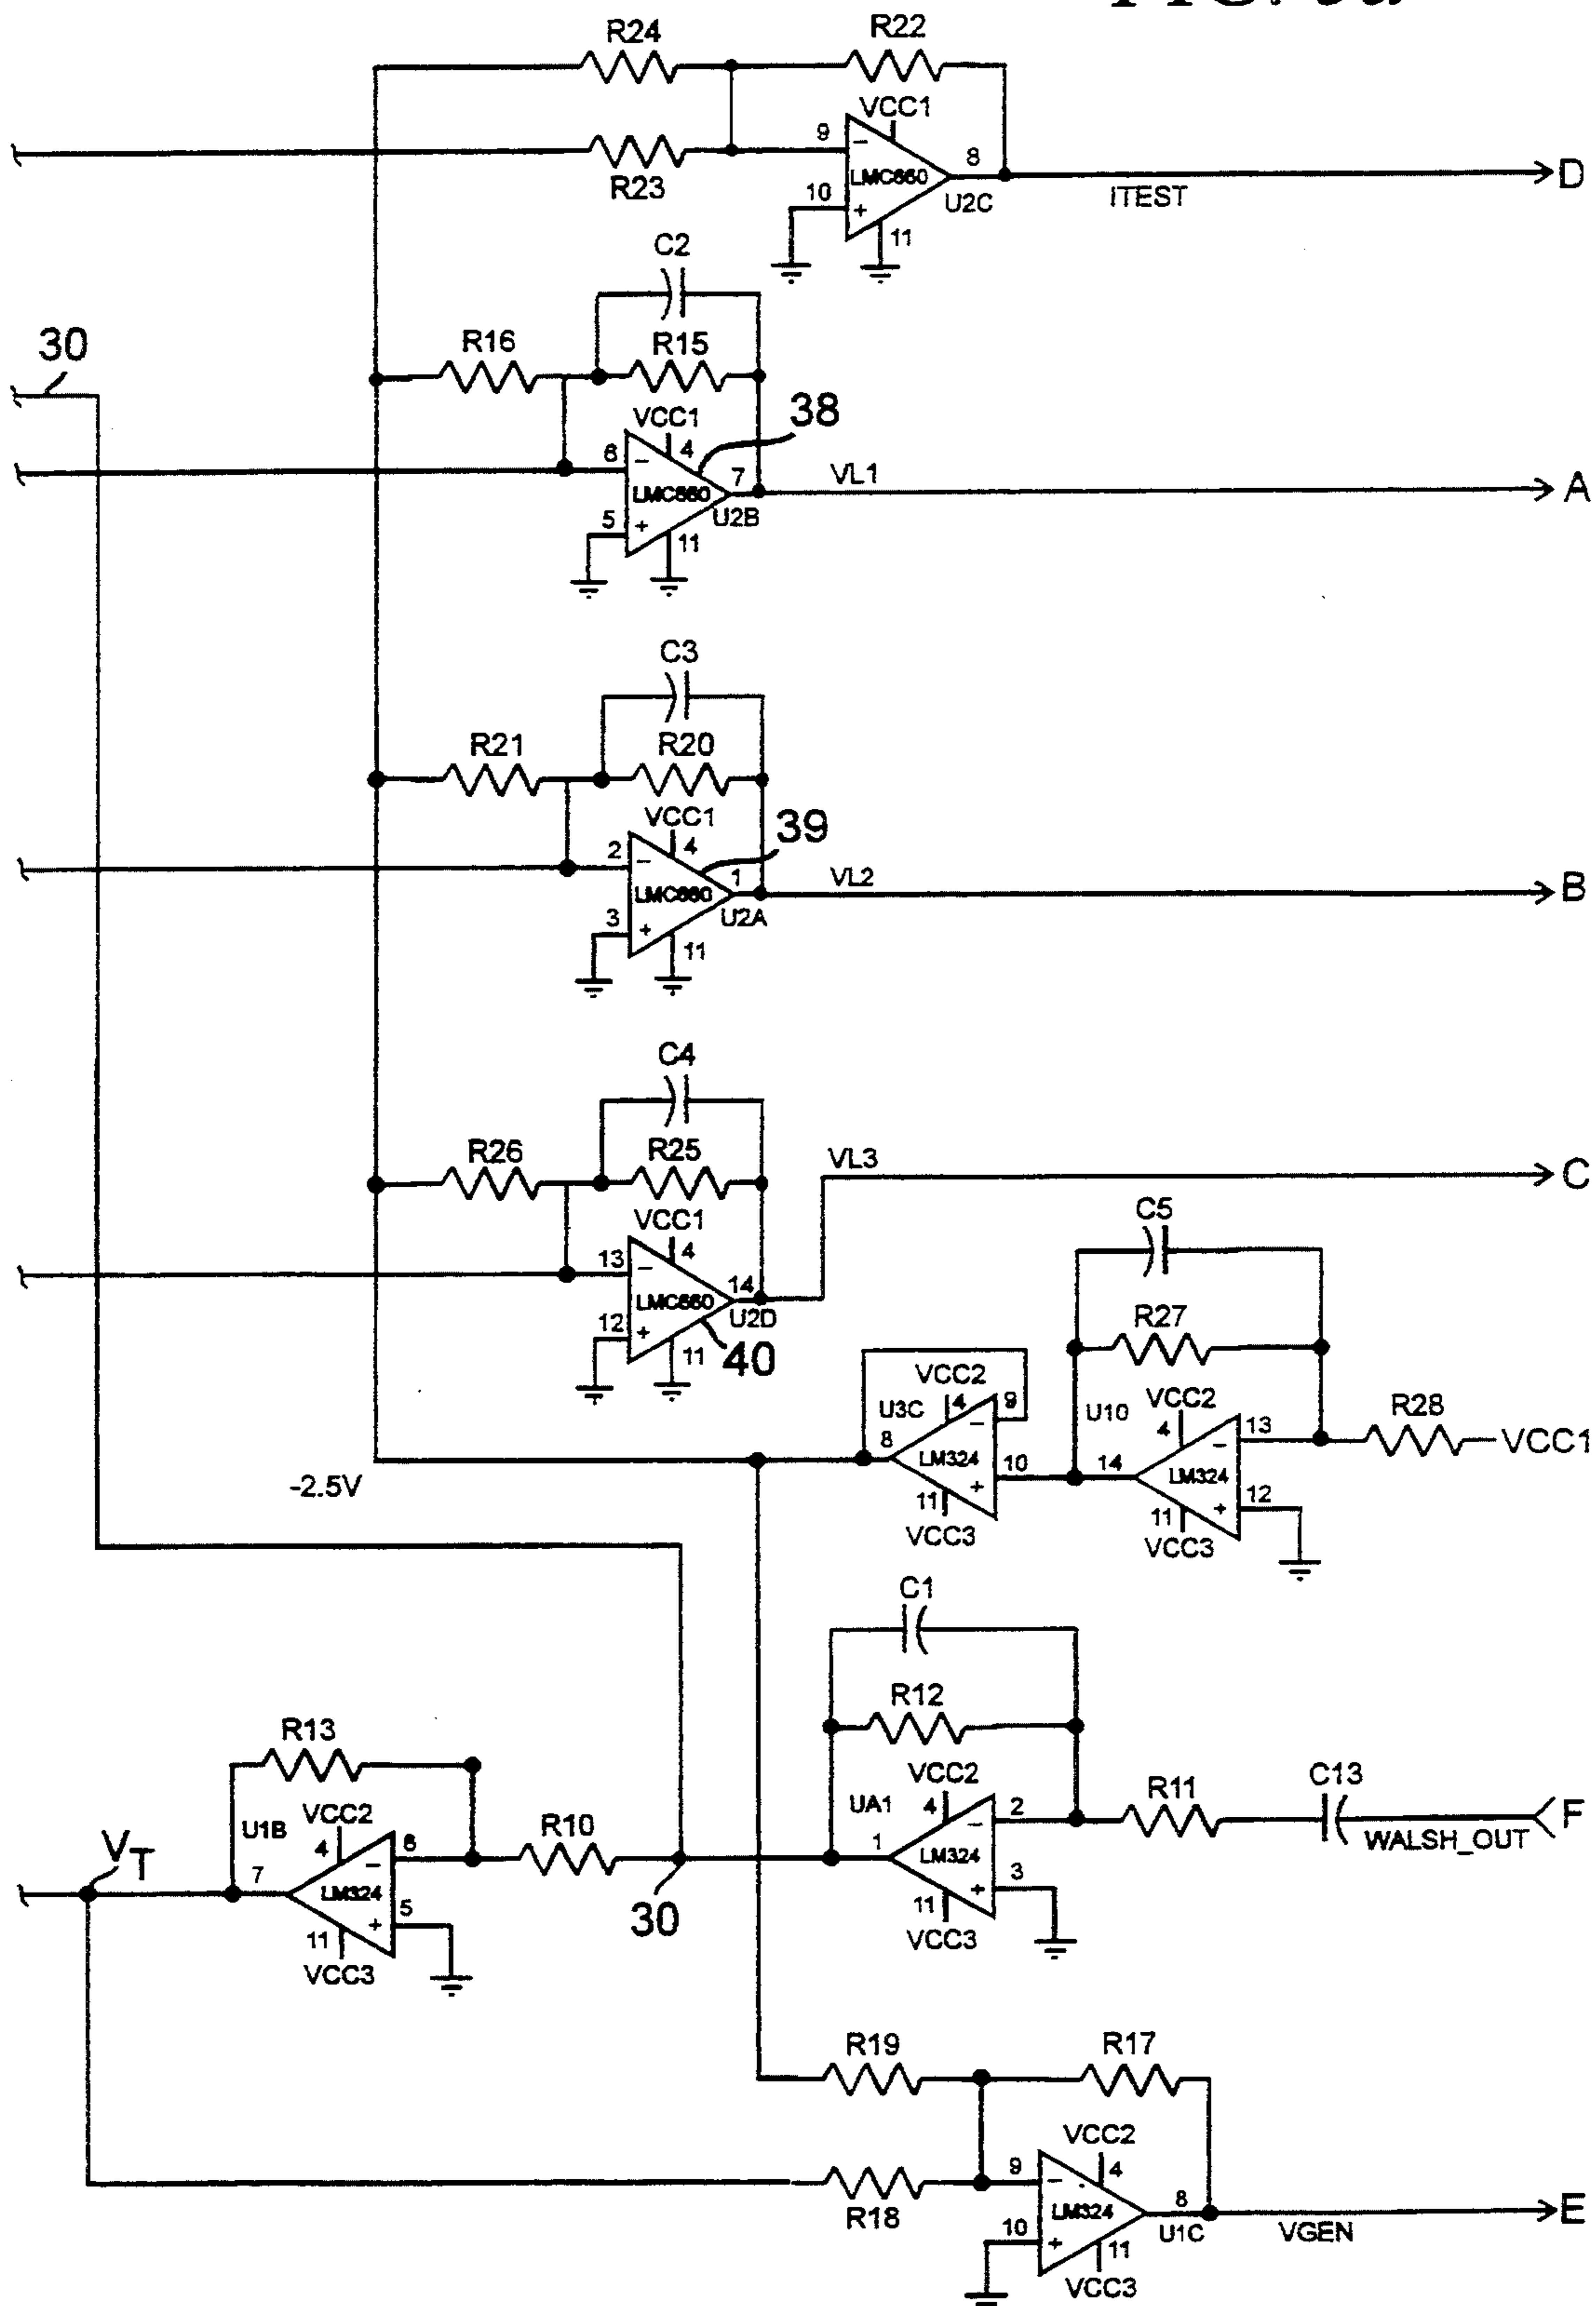 R24
R22
VCC1
9
-
8
LMC660
R23
10
+
U2C
11
ITEST
D
C2
30
R16
R15
VCC1
38
4
6
-
7
VL1
LMC660
A
5
+
U2B
11
C3
R21
R20
VCC1
39
4
2
-
1
VL2
LMC660
B
3
+
U2A
11
C4
R26
R25
VL3
C
VCC1
4
C5
13
-
14
LMC660
12
+
U2D
11
40
R27
VCC2
U3C
4
9
-
U10
VCC2
R28
8
4
13
-
VCC1
LM324
10
14
LM324
-2.5V
+
12
11
11
+
VCC3
VCC3
C1
R12
R13
VCC2
C13
UA1
R11
VCC2
4
2
-
U1B
F
4
6
R10
WALSH_OUT
VT
-
1
LM324
7
LM324
3
5
+
30
11
+
11
VCC3
VCC3
R19
R17
VCC2
9
-
4
8
R18
LM324
10
+
U1C
VGEN
E
11
VCC3